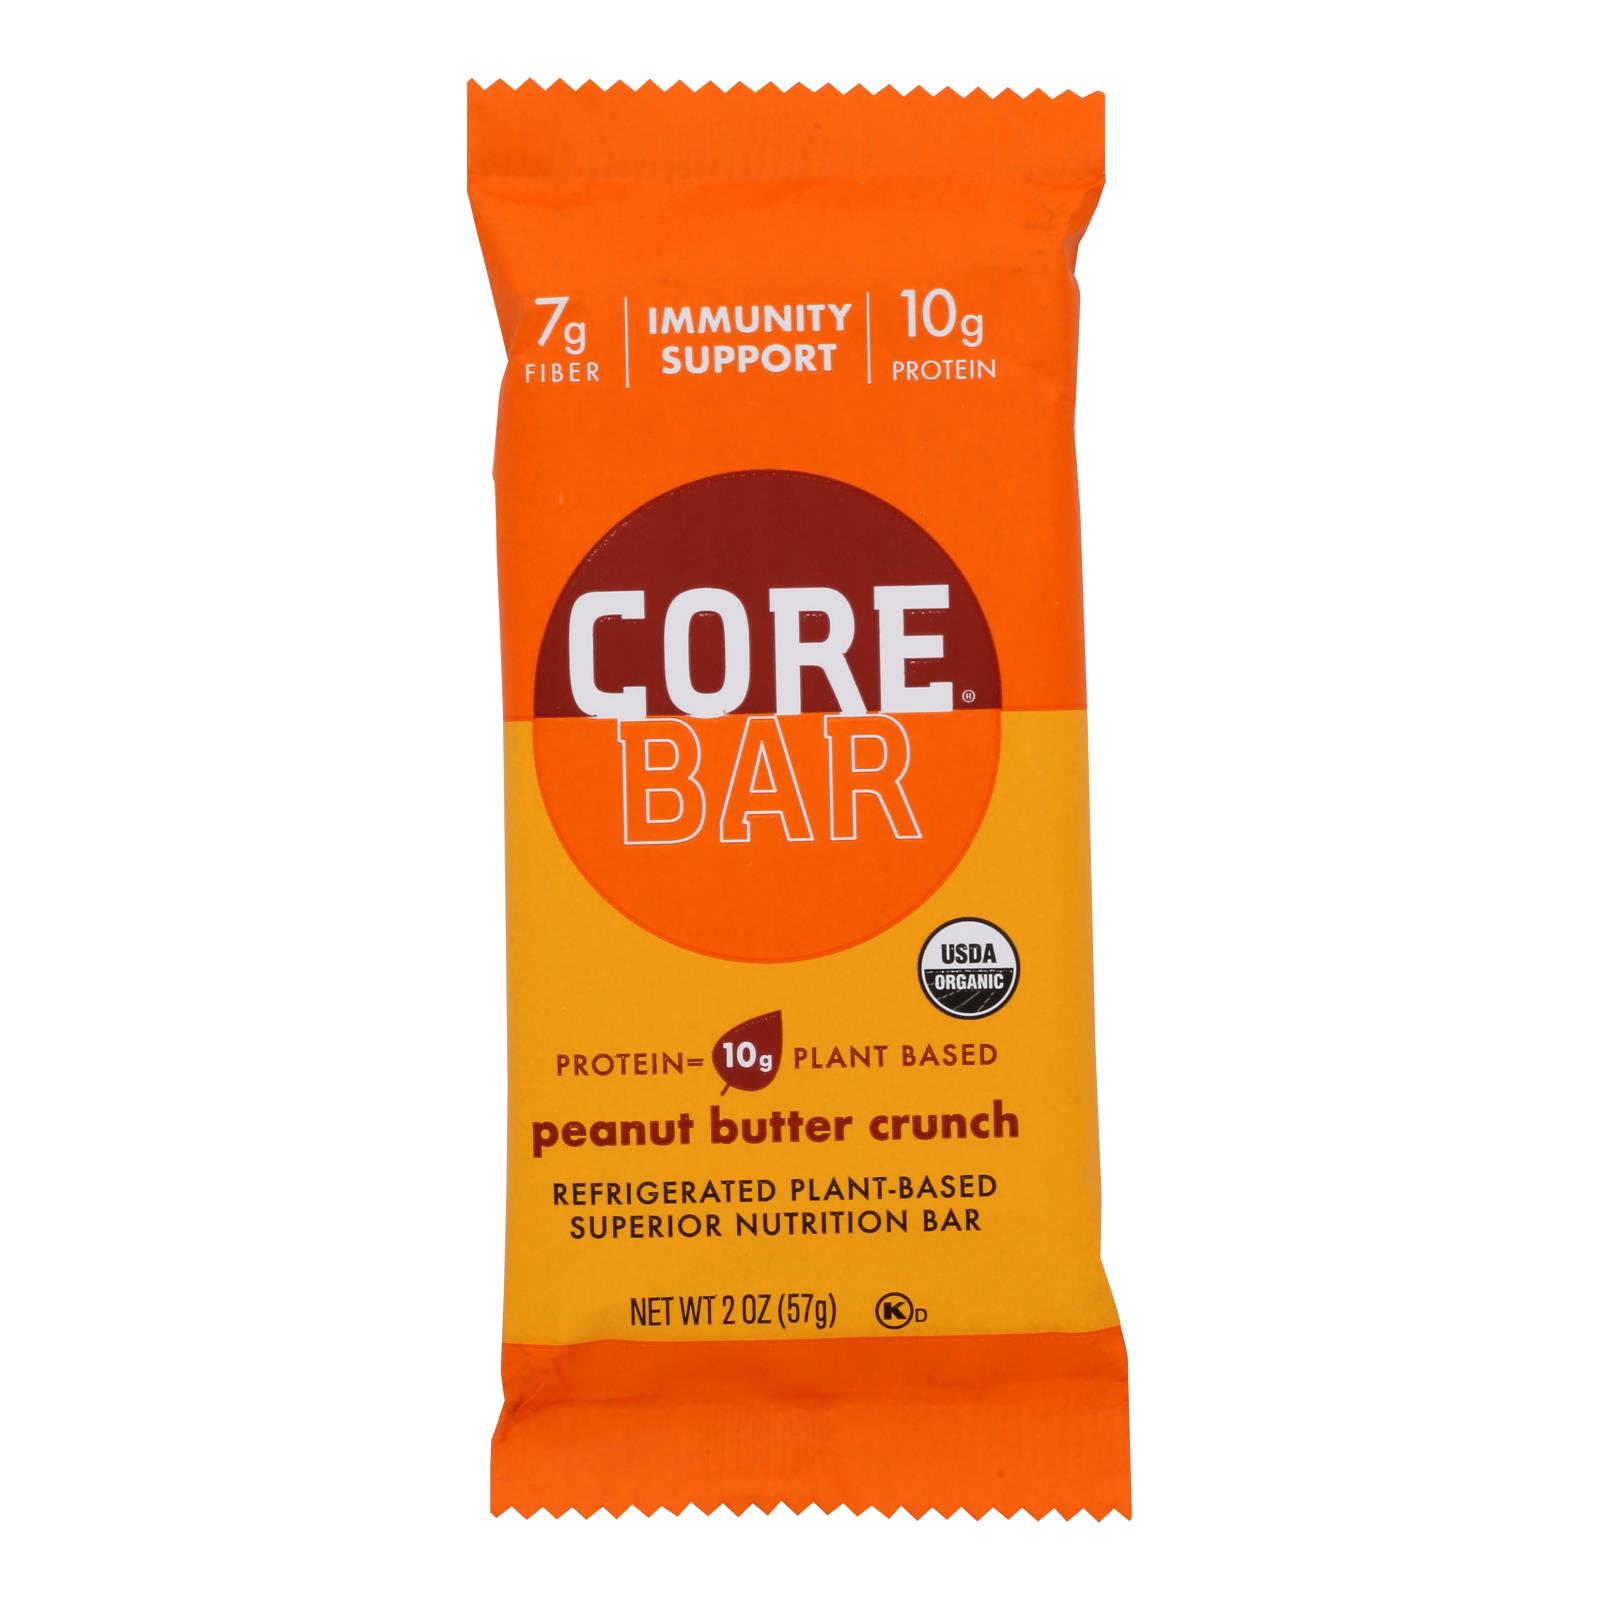 7g
FIBER
IMMUNITY
SUPPORT
10g
PROTEIN
CORE®
BAR
USDA
ORGANIC
PROTEIN= 10g PLANT BASED
peanut butter crunch
REFRIGERATED PLANT-BASED
SUPERIOR NUTRITION BAR
NET WT 2 OZ (57g) K D